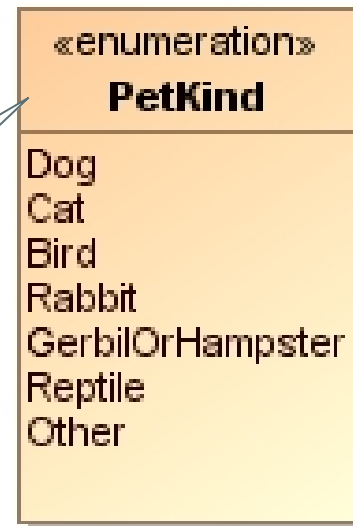 «enumeration»
PetKind
Dog
Cat
Bird
Rabbit
GerbilOrHampster
Reptile
Other